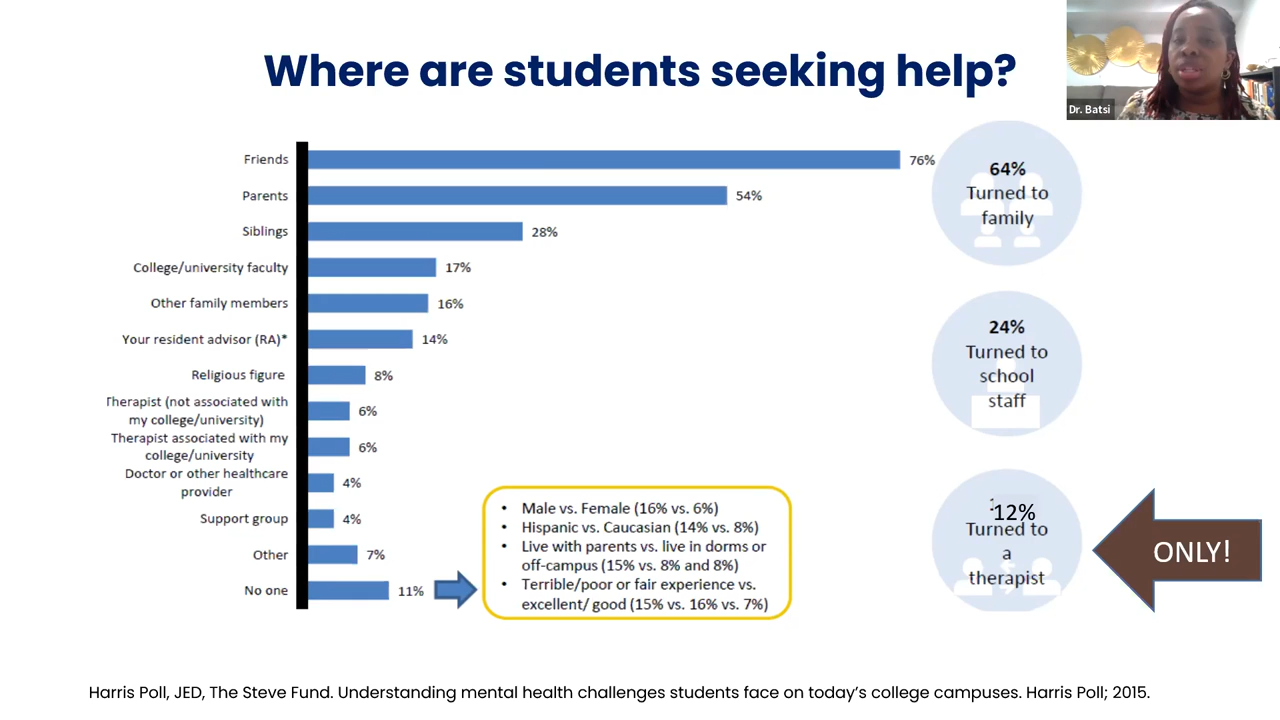 Where are students seeking help?
Dr. Batsi
Friends 76%
Parents 54%
Siblings 28%
College/university faculty 17%
Other family members 16%
Your resident advisor (RA)* 14%
Religious figure 8%
Therapist (not associated with
my college/university) 6%
Therapist associated with my
college/university 6%
Doctor or other healthcare
provider 4%
Support group 4%
Other 7%
No one 11%
• Male vs. Female (16% vs. 6%)
• Hispanic vs. Caucasian (14% vs. 8%)
• Live with parents vs. live in dorms or
off-campus (15% vs. 8% and 8%)
• Terrible/poor or fair experience vs.
excellent/ good (15% vs. 16% vs. 7%)
64%
Turned to
family
24%
Turned to
school
staff
12%
Turned to
a
therapist
ONLY!
Harris Poll, JED, The Steve Fund. Understanding mental health challenges students face on today’s college campuses. Harris Poll; 2015.